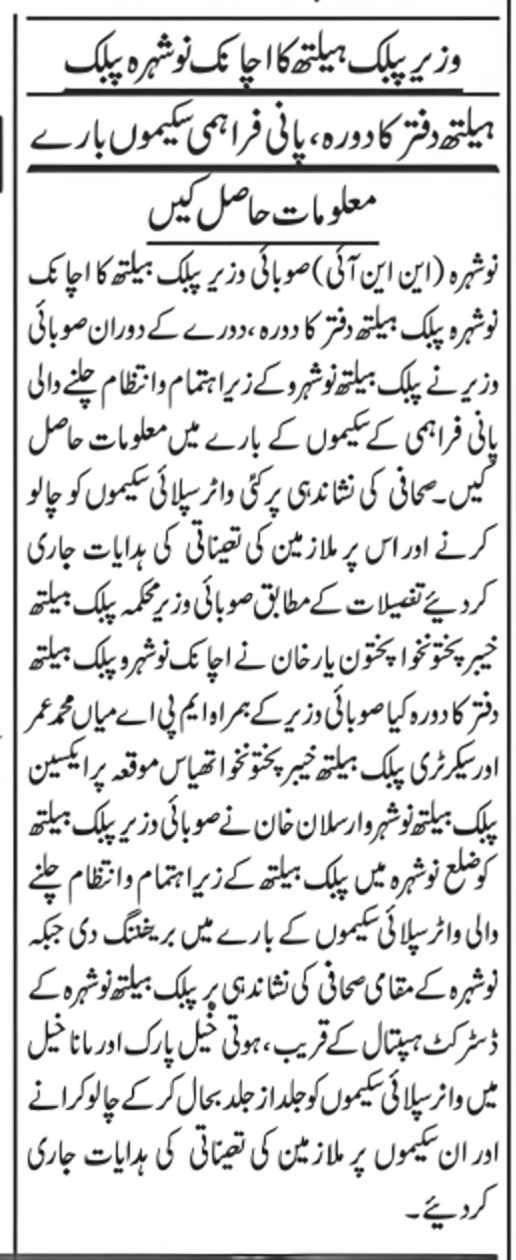 وزیر پبلک ہیلتھ کا اچانک نوشہرہ پبلک
ہیلتھ دفتر کا دورہ، پانی فراہمی سکیموں بارے
معلومات حاصل کیں
نوشہرہ (این این آئی) صوبائی وزیر پبلک ہیلتھ کا اچانک
نوشہرہ پبلک ہیلتھ دفتر کا دورہ، دورے کے دوران صوبائی
وزیر نے پبلک ہیلتھ نوشہرہ کے زیر اہتمام و انتظام چلنے والی
پانی فراہمی کے سکیموں کے بارے میں معلومات حاصل
کیں۔ صحافی کی نشاندہی پر کئی واٹر سپلائی سکیموں کو چالو
کرنے اور اس پر ملازمین کی تعیناتی کی ہدایات جاری
کر دیئے تفصیلات کے مطابق صوبائی وزیر محکمہ پبلک ہیلتھ
خیبر پختونخوا پختون یار خان نے اچانک نوشہرہ پبلک ہیلتھ
دفتر کا دورہ کیا صوبائی وزیر کے ہمراہ ایم پی اے میاں محمد عمر
اور سیکرٹری پبلک ہیلتھ خیبر پختونخوا تھا اس موقعہ پر ایکسین
پبلک ہیلتھ نوشہرہ ارسلان خان نے صوبائی وزیر پبلک ہیلتھ
کو ضلع نوشہرہ میں پبلک ہیلتھ کے زیر اہتمام و انتظام چلنے
والی واٹر سپلائی سکیموں کے بارے میں بریفننگ دی جبکہ
نوشہرہ کے مقامی صحافی کی نشاندہی پر پبلک ہیلتھ نوشہرہ کے
ڈسٹرکٹ ہسپتال کے قریب، ہوتی خیل پارک اور مانا خیل
میں واٹر سپلائی سکیموں کو جلد از جلد بحال کر کے چالو کرانے
اور ان سکیموں پر ملازمین کی تعیناتی کی ہدایات جاری
کر دیئے۔